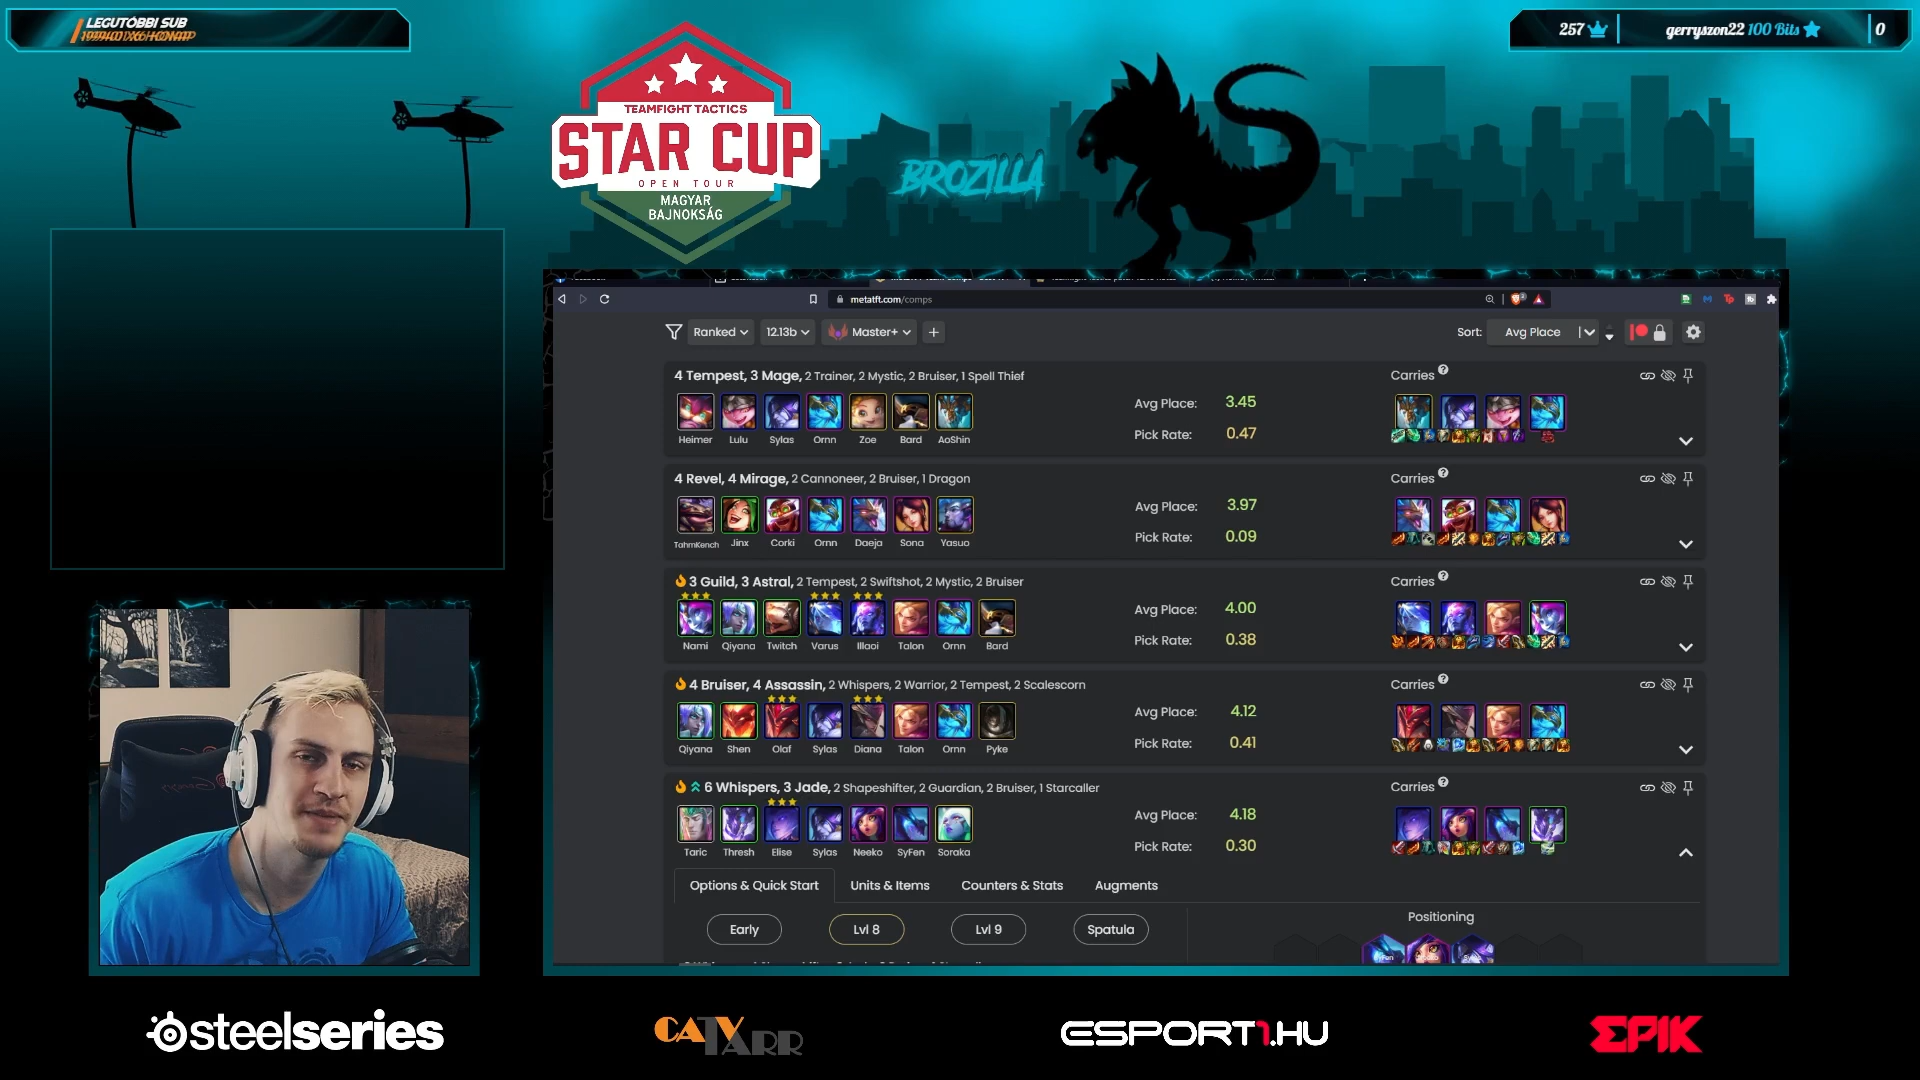 LEGUTÓBBI SUB
257
gerryszon22 100 Bits
0
TEAMFIGHT TACTICS
STAR CUP
OPEN TOUR
MAGYAR
BAJNOKSÁG
BROZILLA
metatft.com/comps
Ranked
12.13b
Master+
+
Sort:
Avg Place
4 Tempest, 3 Mage, 2 Trainer, 2 Mystic, 2 Bruiser, 1 Spell Thief
Heimer
Lulu
Sylas
Ornn
Zoe
Bard
AoShin
Avg Place: 3.45
Pick Rate: 0.47
Carries ?
4 Revel, 4 Mirage, 2 Cannoneer, 2 Bruiser, 1 Dragon
TahmKench
Jinx
Corki
Ornn
Daeja
Sona
Yasuo
Avg Place: 3.97
Pick Rate: 0.09
Carries ?
3 Guild, 3 Astral, 2 Tempest, 2 Swiftshot, 2 Mystic, 2 Bruiser
Nami
Qiyana
Twitch
Varus
Illaoi
Talon
Ornn
Bard
Avg Place: 4.00
Pick Rate: 0.38
Carries ?
4 Bruiser, 4 Assassin, 2 Whispers, 2 Warrior, 2 Tempest, 2 Scalescorn
Qiyana
Shen
Olaf
Sylas
Diana
Talon
Ornn
Pyke
Avg Place: 4.12
Pick Rate: 0.41
Carries ?
6 Whispers, 3 Jade, 2 Shapeshifter, 2 Guardian, 2 Bruiser, 1 Starcaller
Taric
Thresh
Elise
Sylas
Neeko
SyFen
Soraka
Avg Place: 4.18
Pick Rate: 0.30
Carries ?
Options & Quick Start
Units & Items
Counters & Stats
Augments
Early
Lvl 8
Lvl 9
Spatula
Positioning
steelseries
CATV
TARR
ESPORT1.HU
EPIK